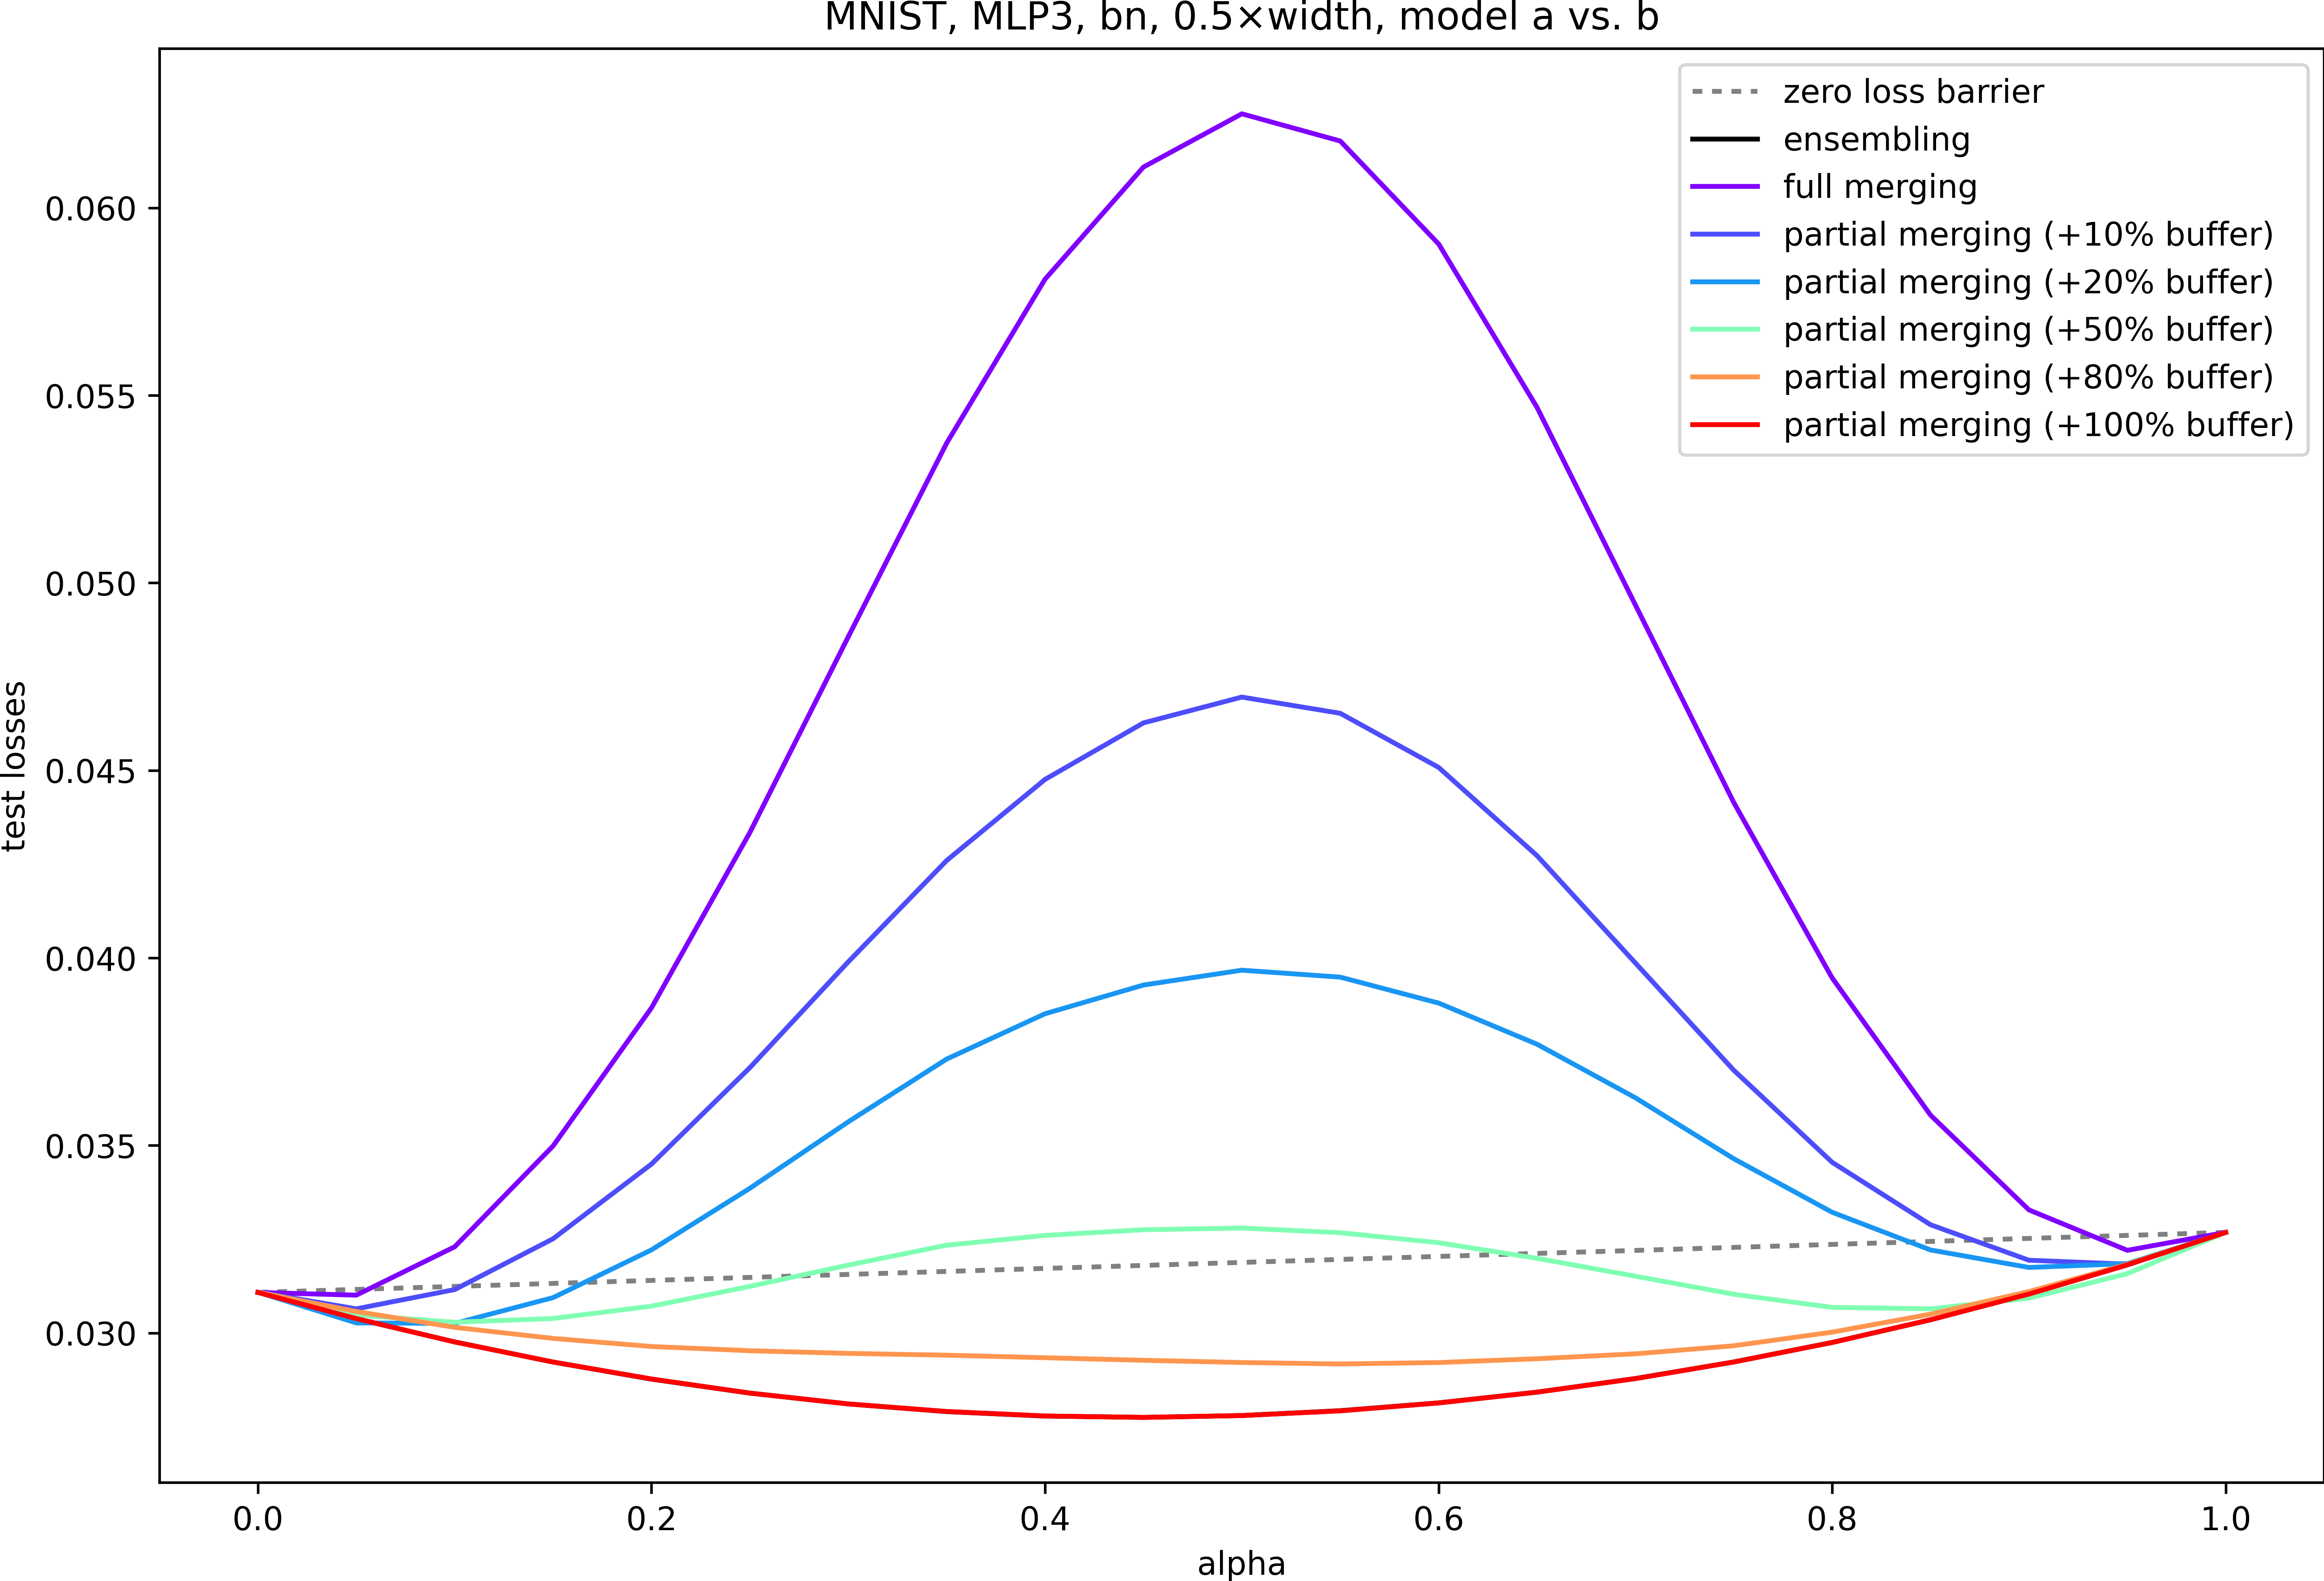 MNIST, MLP3, bn, 0.5×width, model a vs. b
zero loss barrier
ensembling
full merging
partial merging (+10% buffer)
partial merging (+20% buffer)
partial merging (+50% buffer)
partial merging (+80% buffer)
partial merging (+100% buffer)
test losses
0.060
0.055
0.050
0.045
0.040
0.035
0.030
0.0 0.2 0.4 0.6 0.8 1.0
alpha